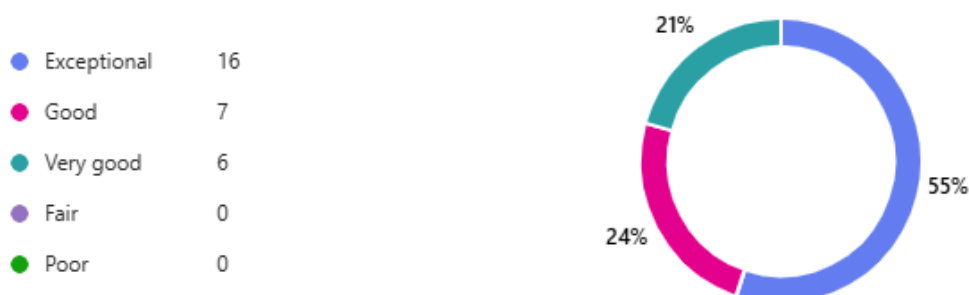 Exceptional 16
Good 7
Very good 6
Fair 0
Poor 0
21%
55%
24%